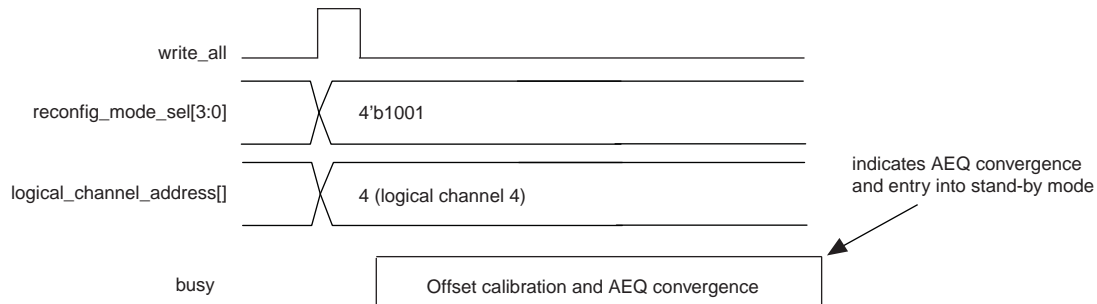 write_all
reconfig_mode_sel[3:0]
4’b1001
logical_channel_address[]
4 (logical channel 4)
indicates AEQ convergence
and entry into stand-by mode
busy
Offset calibration and AEQ convergence